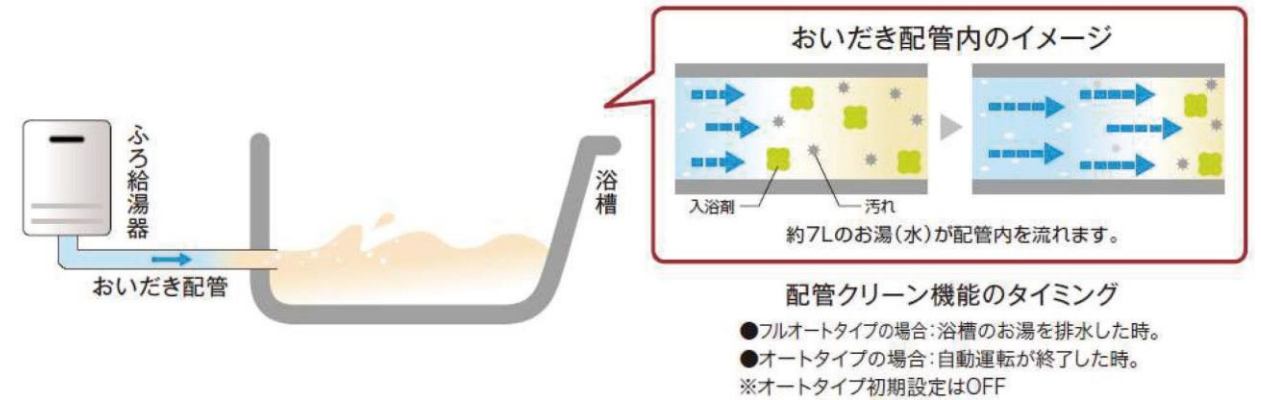 ふろ給湯器
おいだき配管
浴槽
おいだき配管内のイメージ
入浴剤
汚れ
約7Lのお湯(水)が配管内を流れます。
配管クリーン機能のタイミング
●フルオートタイプの場合:浴槽のお湯を排水した時。
●オートタイプの場合:自動運転が終了した時。
※オートタイプ初期設定はOFF